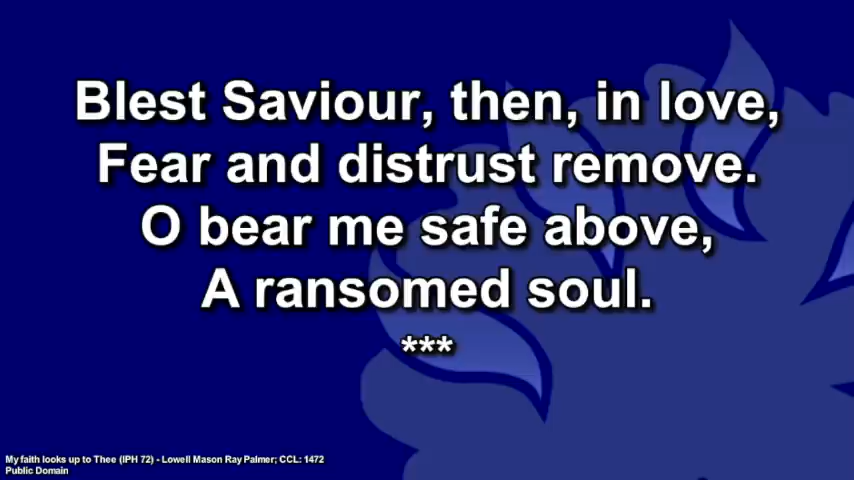 Blest Saviour, then, in love,
Fear and distrust remove.
O bear me safe above,
A ransomed soul.
***
My faith looks up to Thee (IPH 72) - Lowell Mason Ray Palmer; CCL: 1472
Public Domain